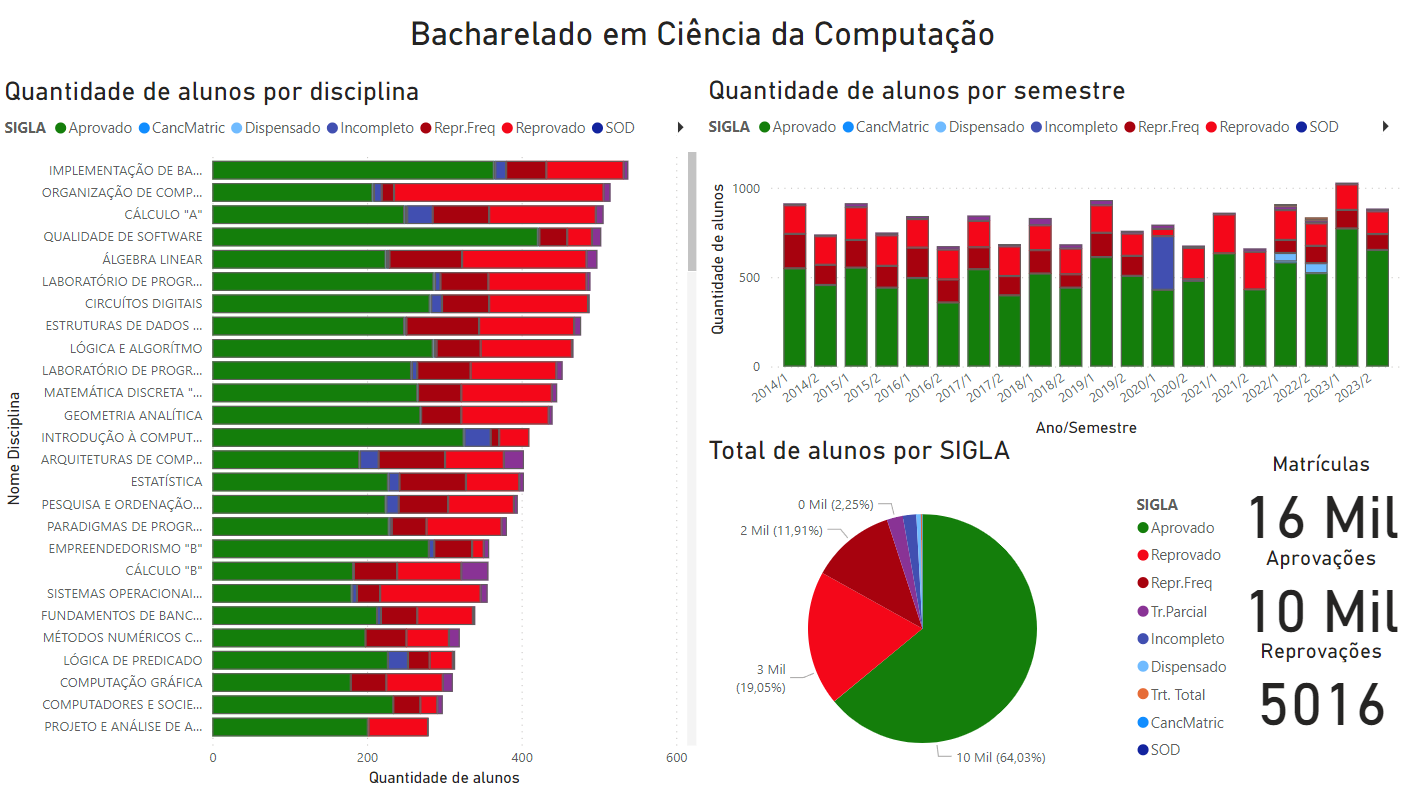 Bacharelado em Ciência da Computação
Quantidade de alunos por disciplina
SIGLA Aprovado CancMatric Dispensado Incompleto Repr.Freq Reprovado SOD
Nome Disciplina
IMPLEMENTAÇÃO DE BA...
ORGANIZAÇÃO DE COMP...
CÁLCULO "A"
QUALIDADE DE SOFTWARE
ÁLGEBRA LINEAR
LABORATÓRIO DE PROGR...
CIRCUÍTOS DIGITAIS
ESTRUTURAS DE DADOS ...
LÓGICA E ALGORÍTMO
LABORATÓRIO DE PROGR...
MATEMÁTICA DISCRETA "...
GEOMETRIA ANALÍTICA
INTRODUÇÃO À COMPUT...
ARQUITETURAS DE COMP...
ESTATÍSTICA
PESQUISA E ORDENAÇÃO...
PARADIGMAS DE PROGR...
EMPREENDEDORISMO "B"
CÁLCULO "B"
SISTEMAS OPERACIONAI...
FUNDAMENTOS DE BANC...
MÉTODOS NUMÉRICOS C...
LÓGICA DE PREDICADO
COMPUTAÇÃO GRÁFICA
COMPUTADORES E SOCIE...
PROJETO E ANÁLISE DE A...
0 200 400 600
Quantidade de alunos
Quantidade de alunos por semestre
SIGLA Aprovado CancMatric Dispensado Incompleto Repr.Freq Reprovado SOD
Quantidade de alunos
1000
500
0
2014/1 2014/2 2015/1 2015/2 2016/1 2016/2 2017/1 2017/2 2018/1 2018/2 2019/1 2019/2 2020/1 2020/2 2021/1 2021/2 2022/1 2022/2 2023/1 2023/2
Ano/Semestre
Total de alunos por SIGLA
0 Mil (2,25%)
2 Mil (11,91%)
3 Mil
(19,05%)
10 Mil (64,03%)
SIGLA
Aprovado
Reprovado
Repr.Freq
Tr.Parcial
Incompleto
Dispensado
Trt. Total
CancMatric
SOD
Matrículas
16 Mil
Aprovações
10 Mil
Reprovações
5016